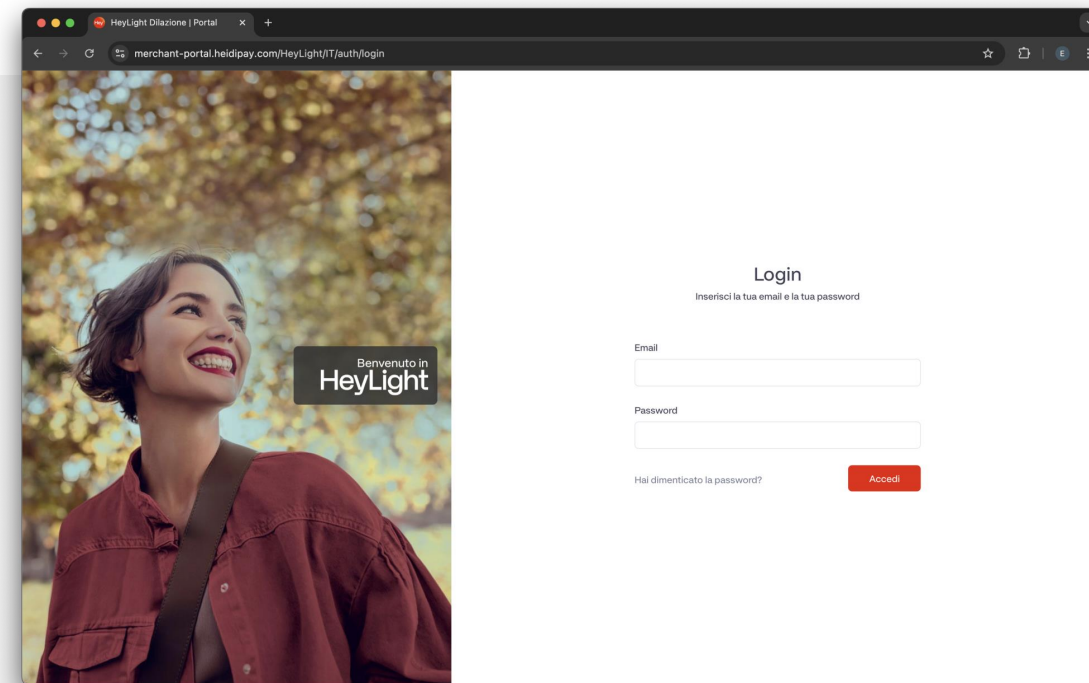 Hey!
HeyLight Dilazione | Portal
merchant-portal.heidipay.com/HeyLight/IT/auth/login
E
Benvenuto in
HeyLight
Login
Inserisci la tua email e la tua password
Email
Password
Hai dimenticato la password?
Accedi